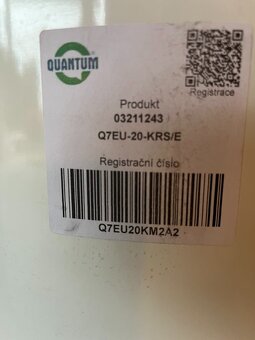 QUANTUM
Registrace
Produkt
03211243
Q7EU-20-KRS/E
Registrační číslo
Q7EU20KM2A2